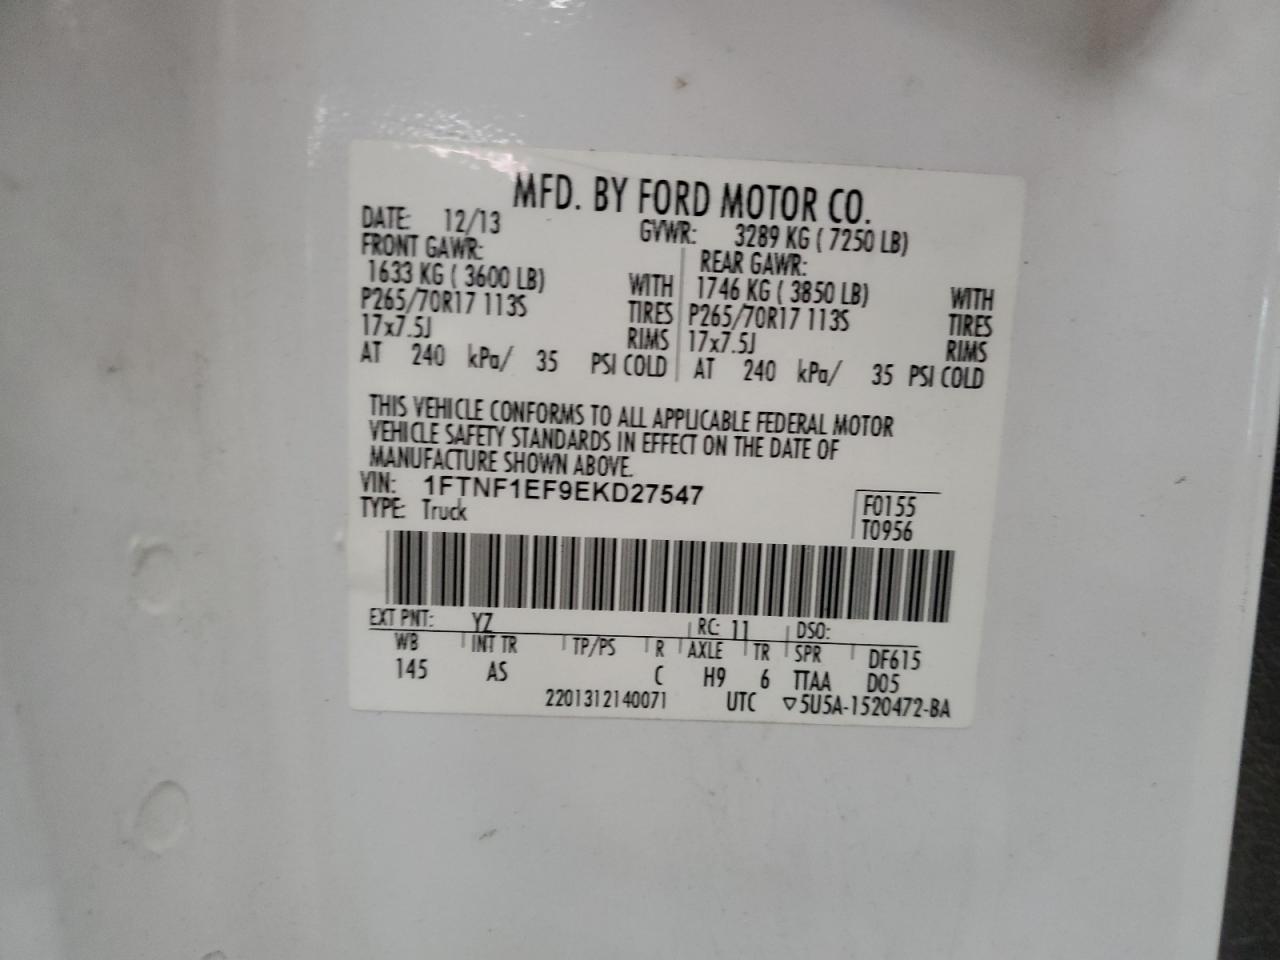 MFD. BY FORD MOTOR CO.
DATE: 12/13 GVWR: 3289 KG ( 7250 LB)
FRONT GAWR: REAR GAWR:
1633 KG ( 3600 LB) WITH 1746 KG ( 3850 LB) WITH
P265/70R17 113S TIRES P265/70R17 113S TIRES
17x7.5J RIMS 17x7.5J RIMS
AT 240 kPa/ 35 PSI COLD AT 240 kPa/ 35 PSI COLD
THIS VEHICLE CONFORMS TO ALL APPLICABLE FEDERAL MOTOR
VEHICLE SAFETY STANDARDS IN EFFECT ON THE DATE OF
MANUFACTURE SHOWN ABOVE.
VIN: 1FTNF1EF9EKD27547 F0155
TYPE: Truck T0956
EXT PNT: YZ RC: 11 DSO:
WB INT TR TP/PS R AXLE TR SPR DF615
145 AS C H9 6 TTAA D05
2201312140071 UTC ▽5U5A-1520472-BA